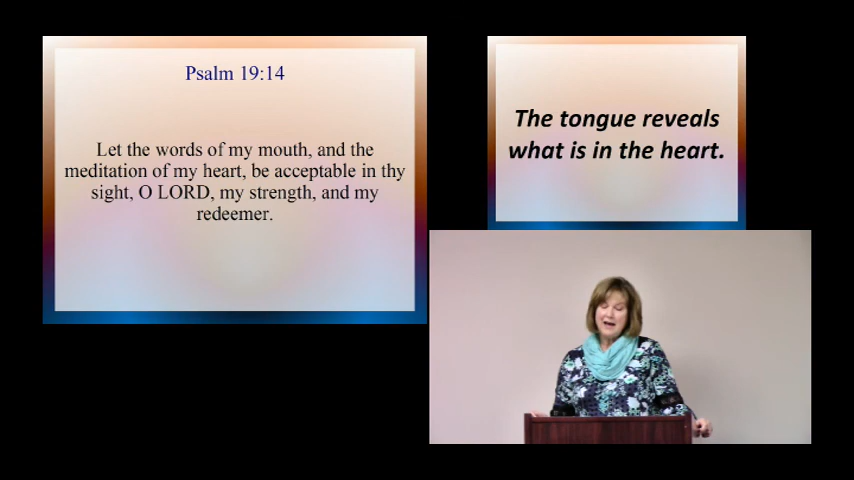 Psalm 19:14
Let the words of my mouth, and the
meditation of my heart, be acceptable in thy
sight, O LORD, my strength, and my
redeemer.
The tongue reveals
what is in the heart.